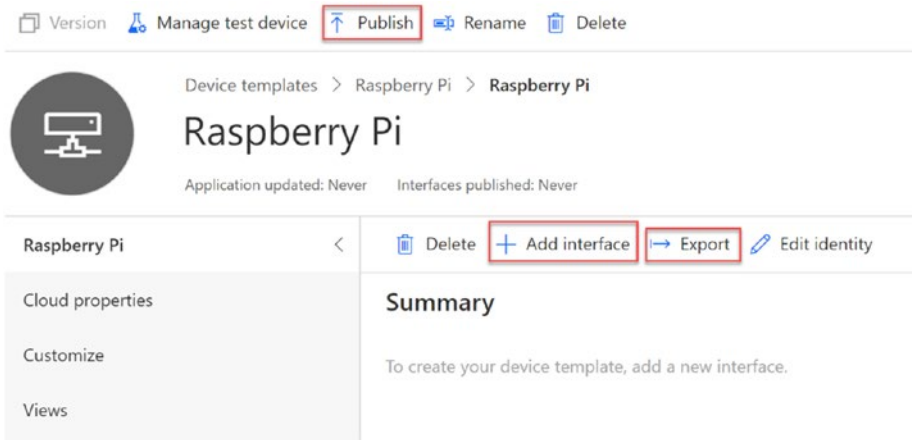 Version Manage test device Publish Rename Delete
Device templates > Raspberry Pi > Raspberry Pi
Raspberry Pi
Application updated: Never Interfaces published: Never
Raspberry Pi
Delete Add interface Export Edit identity
Cloud properties
Customize
Views
Summary
To create your device template, add a new interface.